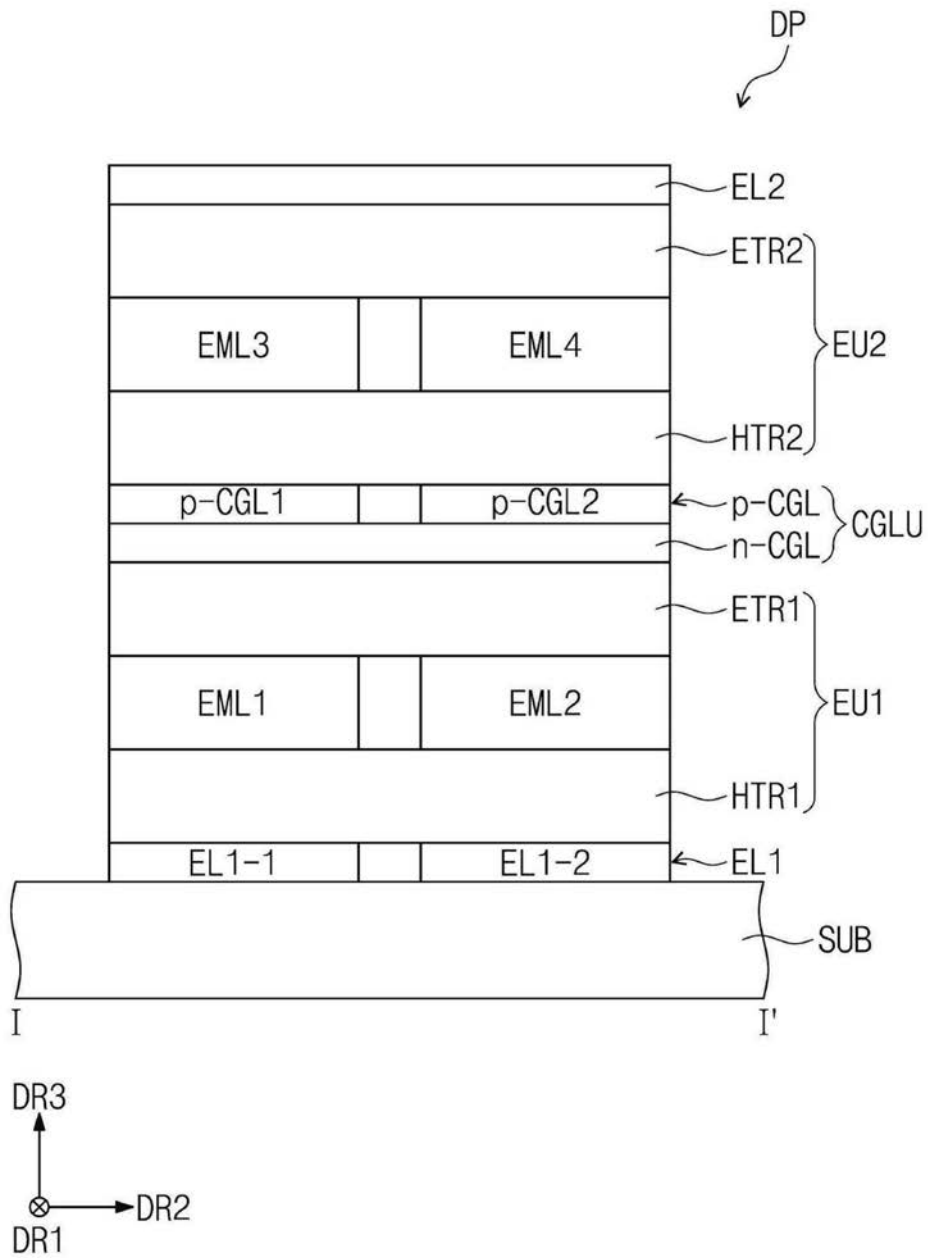 DP
EL2
ETR2
EML3 EML4 EU2
HTR2
p-CGL1 p-CGL2 p-CGL CGLU
n-CGL
ETR1
EML1 EML2 EU1
HTR1
EL1-1 EL1-2 EL1
SUB
I I'
DR3
DR2
DR1